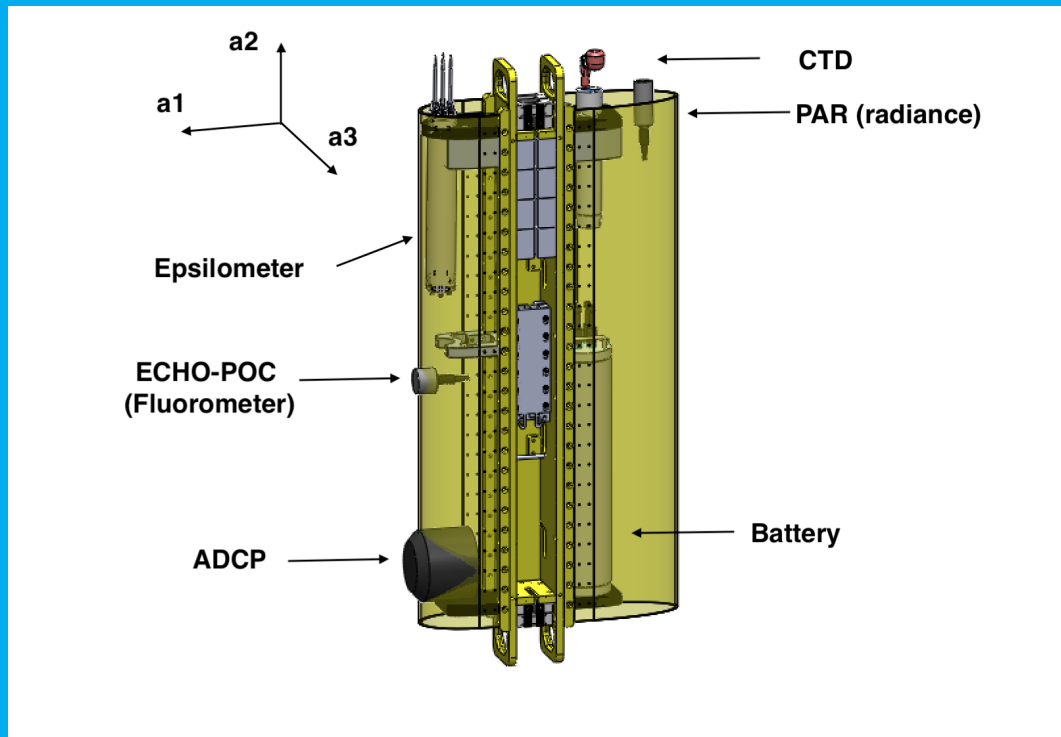 a2
a1
a3
CTD
PAR (radiance)
Epsilometer
ECHO-POC
(Fluorometer)
ADCP
Battery